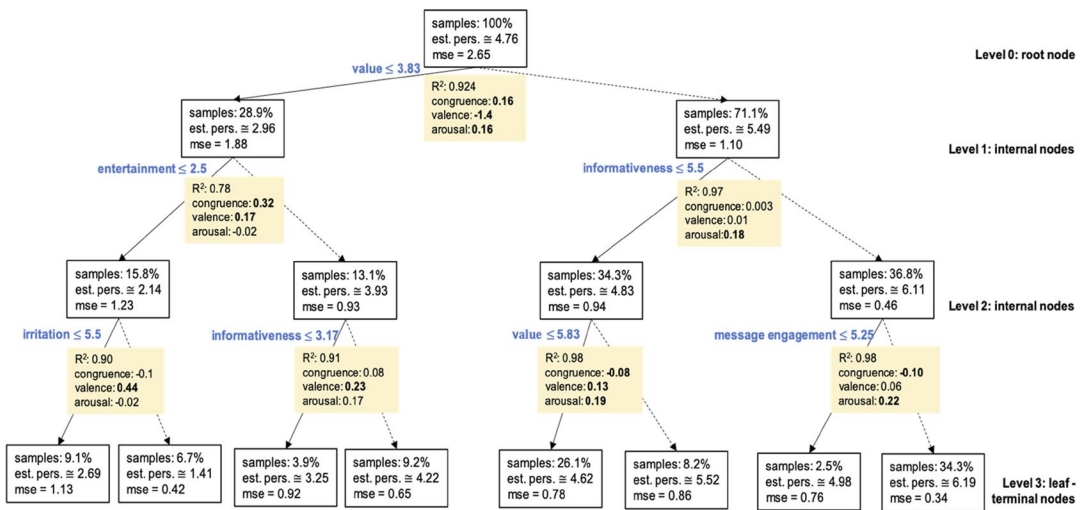 samples: 100%
est. pers. ≅ 4.76
mse = 2.65
Level 0: root node
value ≤ 3.83
R²: 0.924
congruence: 0.16
valence: -1.4
arousal: 0.16
samples: 28.9%
est. pers. ≅ 2.96
mse = 1.88
samples: 71.1%
est. pers. ≅ 5.49
mse = 1.10
Level 1: internal nodes
entertainment ≤ 2.5
R²: 0.78
congruence: 0.32
valence: 0.17
arousal: -0.02
informativeness ≤ 5.5
R²: 0.97
congruence: 0.003
valence: 0.01
arousal: 0.18
samples: 15.8%
est. pers. ≅ 2.14
mse = 1.23
samples: 13.1%
est. pers. ≅ 3.93
mse = 0.93
samples: 34.3%
est. pers. ≅ 4.83
mse = 0.94
samples: 36.8%
est. pers. ≅ 6.11
mse = 0.46
Level 2: internal nodes
irritation ≤ 5.5
R²: 0.90
congruence: -0.1
valence: 0.44
arousal: -0.02
informativeness ≤ 3.17
R²: 0.91
congruence: 0.08
valence: 0.23
arousal: 0.17
value ≤ 5.83
R²: 0.98
congruence: -0.08
valence: 0.13
arousal: 0.19
message engagement ≤ 5.25
R²: 0.98
congruence: -0.10
valence: 0.06
arousal: 0.22
samples: 9.1%
est. pers. ≅ 2.69
mse = 1.13
samples: 6.7%
est. pers. ≅ 1.41
mse = 0.42
samples: 3.9%
est. pers. ≅ 3.25
mse = 0.92
samples: 9.2%
est. pers. ≅ 4.22
mse = 0.65
samples: 26.1%
est. pers. ≅ 4.62
mse = 0.78
samples: 8.2%
est. pers. ≅ 5.52
mse = 0.86
samples: 2.5%
est. pers. ≅ 4.98
mse = 0.76
samples: 34.3%
est. pers. ≅ 6.19
mse = 0.34
Level 3: leaf -
terminal nodes